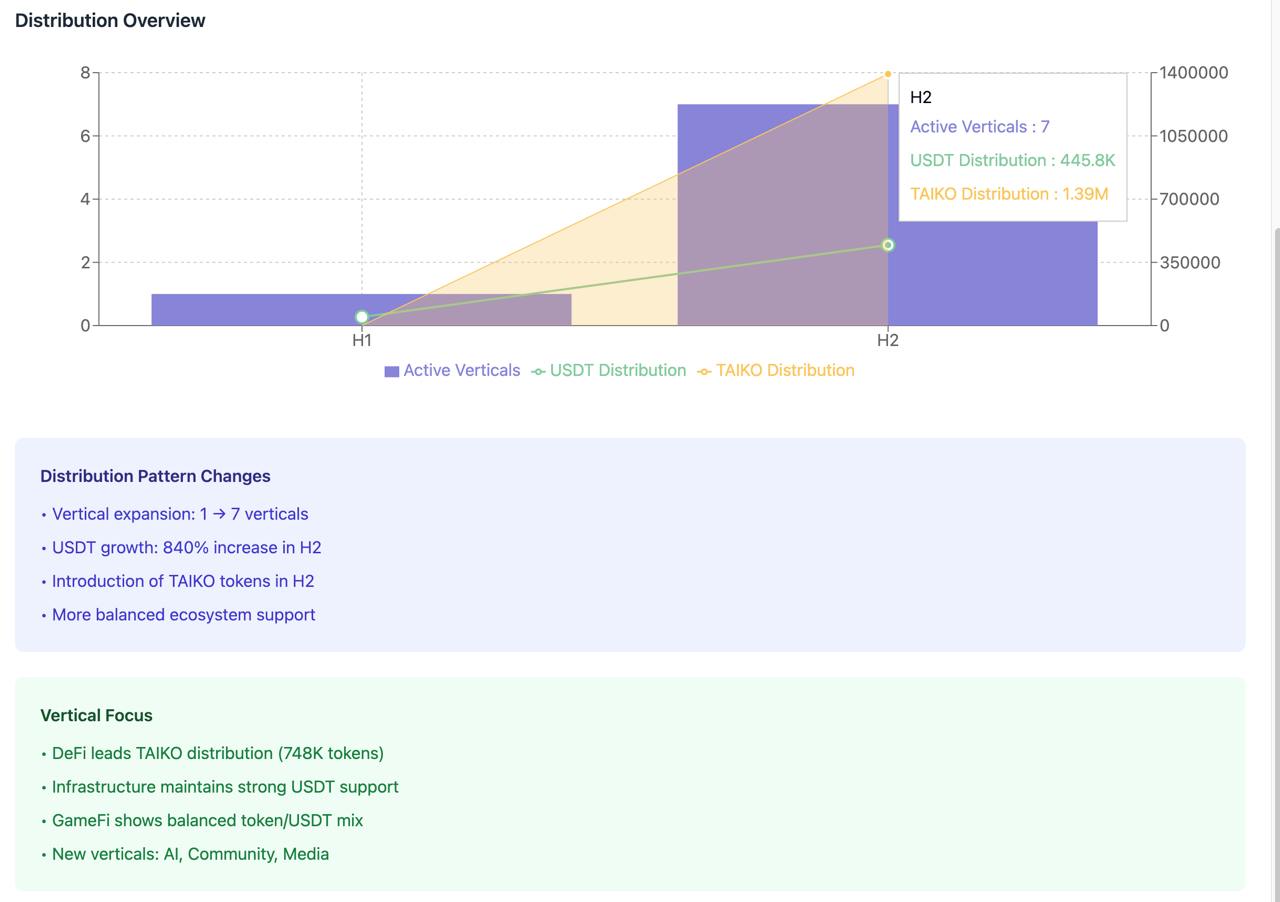 Distribution Overview
8
6
4
2
0
1400000
1050000
700000
350000
0
H1
H2
H2
Active Verticals : 7
USDT Distribution : 445.8K
TAIKO Distribution : 1.39M
Active Verticals USDT Distribution TAIKO Distribution
Distribution Pattern Changes
• Vertical expansion: 1 → 7 verticals
• USDT growth: 840% increase in H2
• Introduction of TAIKO tokens in H2
• More balanced ecosystem support
Vertical Focus
• DeFi leads TAIKO distribution (748K tokens)
• Infrastructure maintains strong USDT support
• GameFi shows balanced token/USDT mix
• New verticals: AI, Community, Media